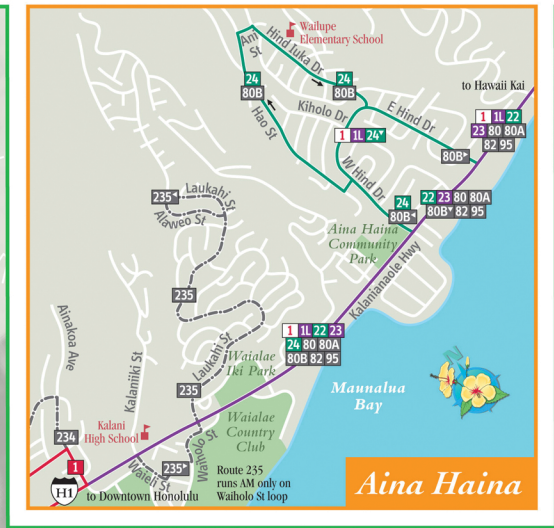 Wailupe
Elementary School
Ani
St
Hind Iuka Dr
24
80B
24
80B
to Hawaii Kai
Kiholo Dr
E Hind Dr
1 1L 22
23 80 80A
82 95
Hao St
1 1L 24
80B
W Hind Dr
235
Laukahi St
Alaweo St
24
80B
22 23 80 80A
80B 82 95
Aina Haina
Community
Park
Kalanianaole Hwy
235
Ainakoa Ave
Kalaniiki St
1 1L 22 23
24 80 80A
80B 82 95
Laukahi St
Waialae
Iki Park
N
Maunalua
Bay
235
Waialae
Country
Club
Kalani
High School
234
Waiholo St
1
Waieli St
235
Route 235
runs AM only on
Waiholo St loop
H1
to Downtown Honolulu
Aina Haina